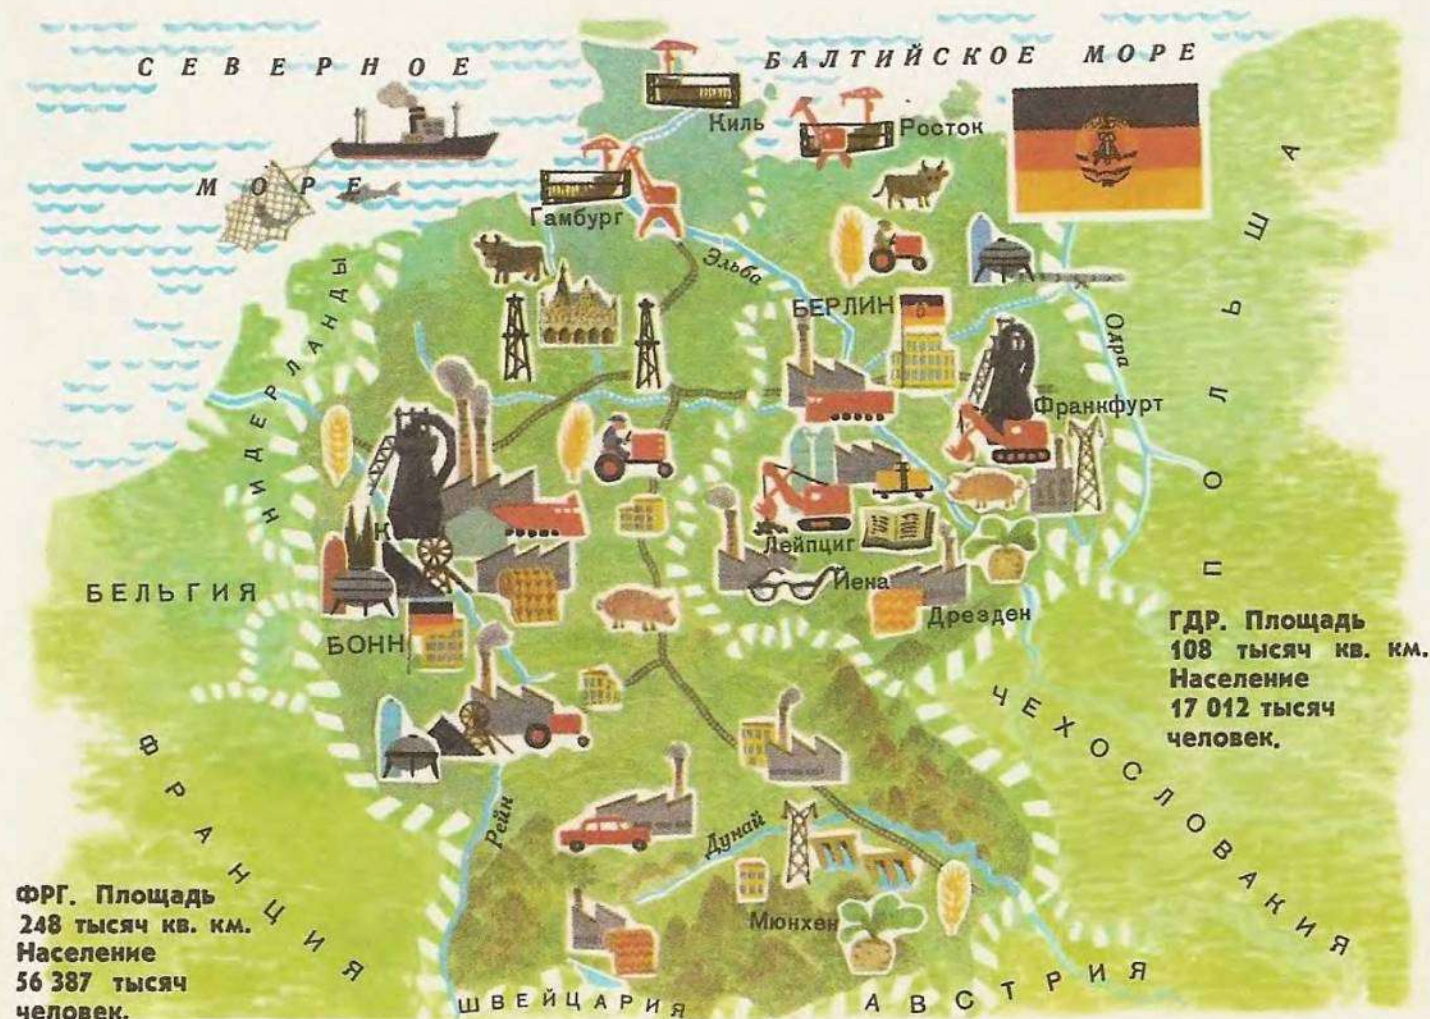 СЕВЕРНОЕ
МОРЕ
БАЛТИЙСКОЕ МОРЕ
Киль
Росток
Гамбург
Эльба
БЕРЛИН
Одра
ПОЛЬША
НИДЕРЛАНДЫ
Франкфурт
К
Лейпциг
Йена
Дрезден
БЕЛЬГИЯ
БОНН
ГДР. Площадь
108 тысяч кв. км.
Население
17 012 тысяч
человек.
ЧЕХОСЛОВАКИЯ
ФРАНЦИЯ
Рейн
Дунай
Мюнхен
ФРГ. Площадь
248 тысяч кв. км.
Население
56 387 тысяч
человек.
ШВЕЙЦАРИЯ
АВСТРИЯ